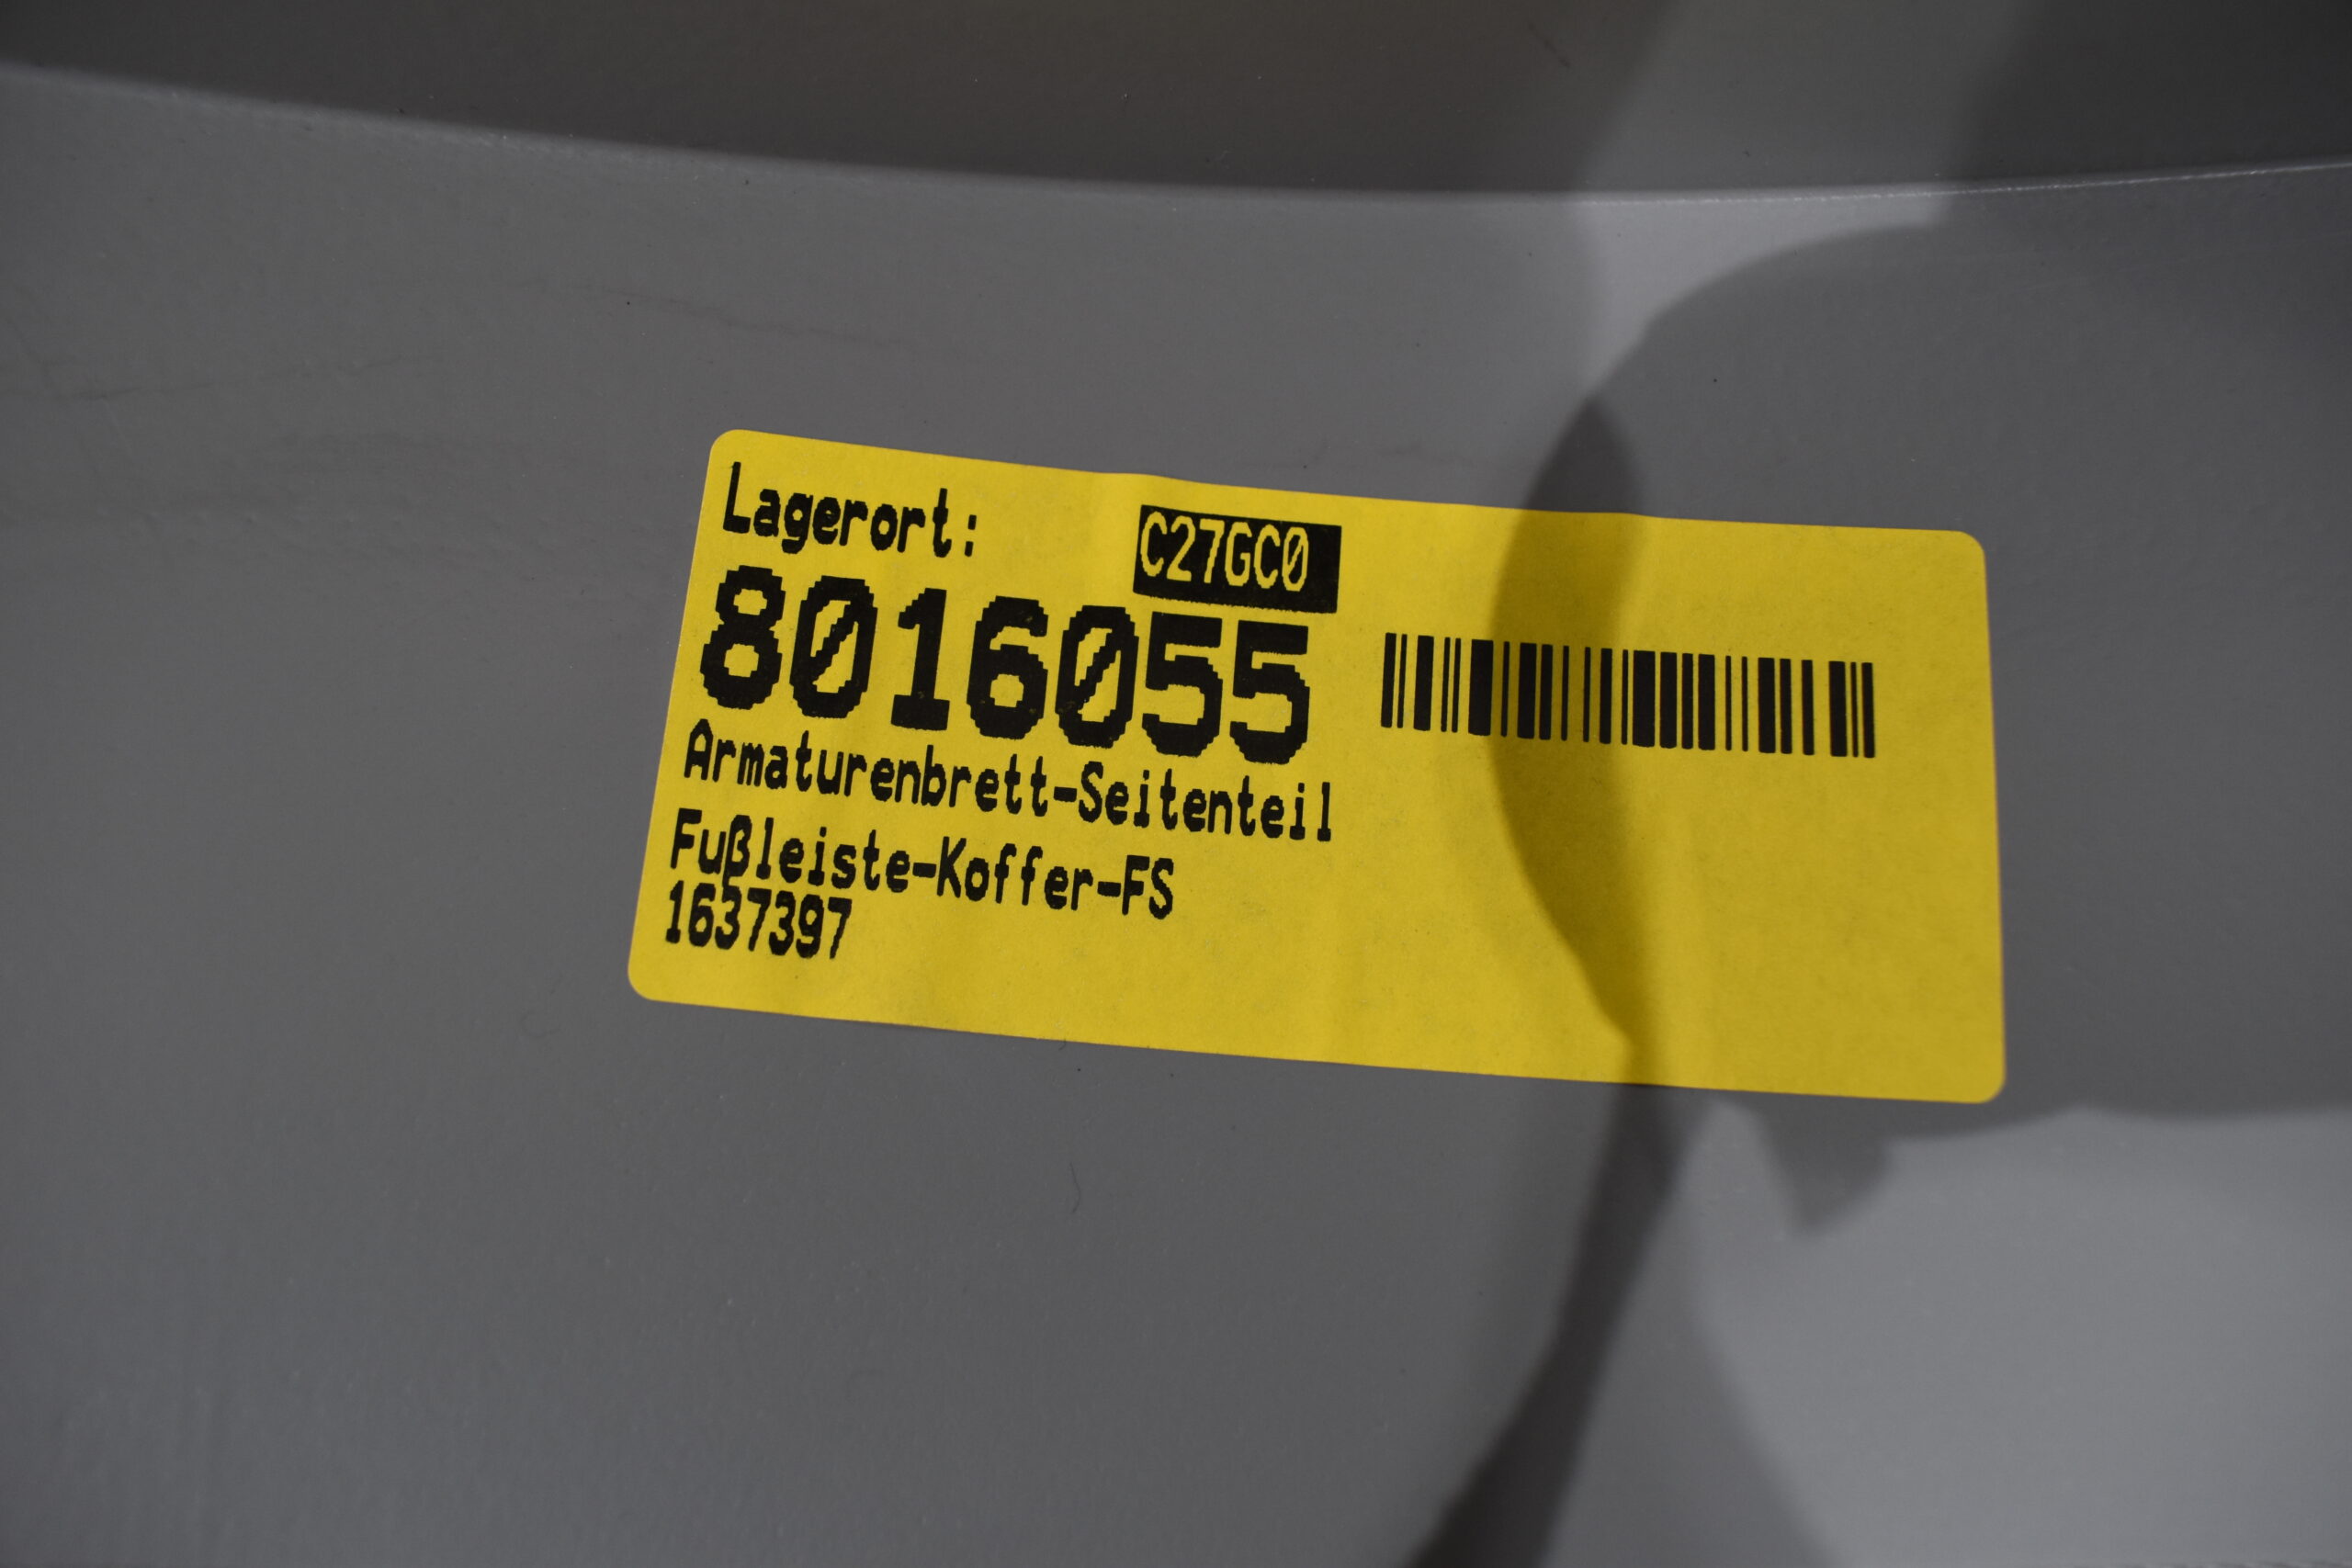 Lagerort: C27GC0
8016055
Armaturenbrett-Seitenteil
Fußleiste-Koffer-FS
1637397